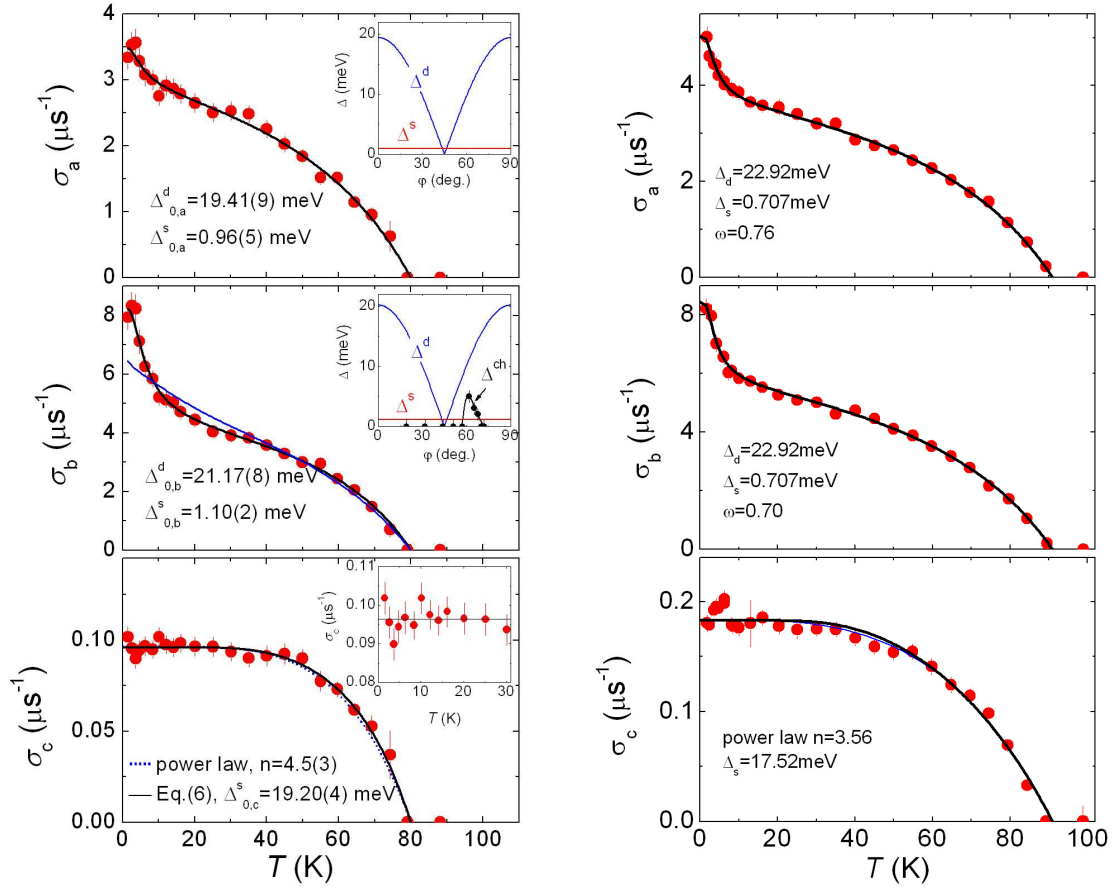 4
3
2
1
0
σa (μs-1)
Δd0,a=19.41(9) meV
Δs0,a=0.96(5) meV
20
10
0
Δ (meV)
Δd
Δs
0 30 60 90
φ (deg.)
8
6
4
2
0
σb (μs-1)
Δd0,b=21.17(8) meV
Δs0,b=1.10(2) meV
20
10
0
Δ (meV)
Δd
Δch
Δs
0 30 60 90
φ (deg.)
0.10
0.05
0.00
σc (μs-1)
0.11
0.10
0.09
0.08
σc (μs-1)
0 10 20 30
T (K)
power law, n=4.5(3)
Eq.(6), Δs0,c=19.20(4) meV
0 20 40 60 80 100
T (K)
4
2
0
σa (μs-1)
Δd=22.92meV
Δs=0.707meV
ω=0.76
8
6
4
2
0
σb (μs-1)
Δd=22.92meV
Δs=0.707meV
ω=0.70
0.2
0.1
0.0
σc (μs-1)
power law n=3.56
Δs=17.52meV
0 20 40 60 80 100
T (K)